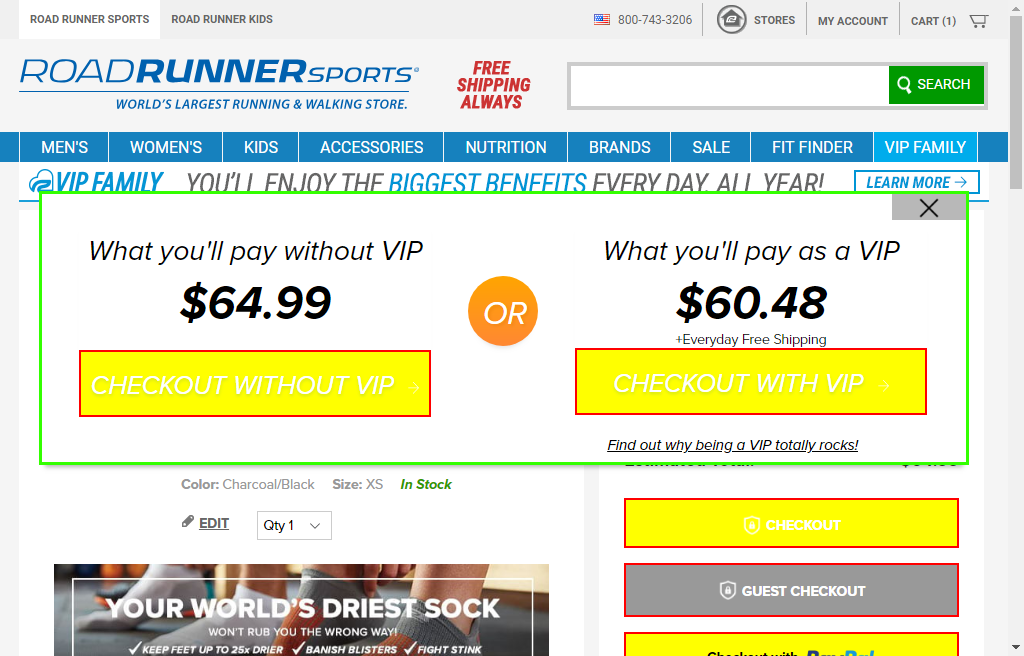 ROAD RUNNER SPORTS
ROAD RUNNER KIDS
800-743-3206
STORES
MY ACCOUNT
CART (1)
ROADRUNNERSPORTS®
WORLD'S LARGEST RUNNING & WALKING STORE.
FREE
SHIPPING
ALWAYS
SEARCH
MEN'S
WOMEN'S
KIDS
ACCESSORIES
NUTRITION
BRANDS
SALE
FIT FINDER
VIP FAMILY
VIP FAMILY
YOU'LL ENJOY THE BIGGEST BENEFITS EVERY DAY, ALL YEAR!
LEARN MORE →
What you'll pay without VIP
$64.99
CHECKOUT WITHOUT VIP →
OR
What you'll pay as a VIP
$60.48
+Everyday Free Shipping
CHECKOUT WITH VIP →
Find out why being a VIP totally rocks!
Color: Charcoal/Black Size: XS In Stock
EDIT
Qty 1
CHECKOUT
GUEST CHECKOUT
Checkout with PayPal
YOUR WORLD'S DRIEST SOCK
WON'T RUB YOU THE WRONG WAY!
✓KEEP FEET UP TO 25x DRIER ✓BANISH BLISTERS ✓FIGHT STINK